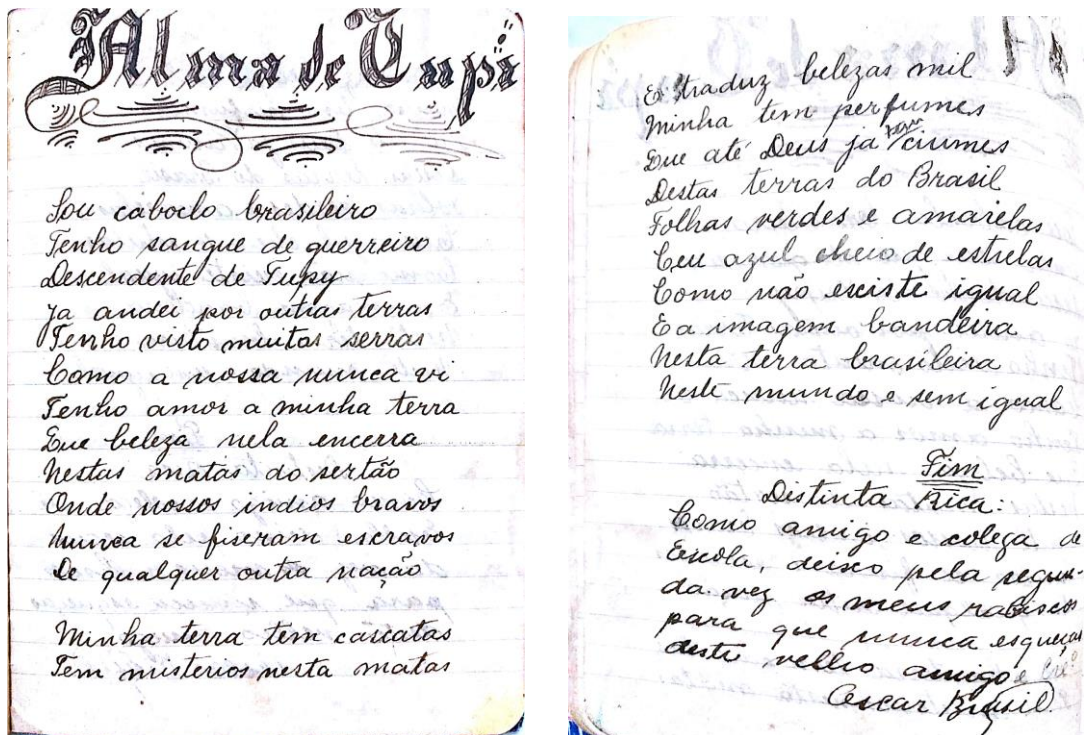 Alma de Tupi
Sou caboclo brasileiro
Tenho sangue de guerreiro
Descendente de Tupy
Ja andei por outras terras
Tenho visto muitas serras
Como a nossa nunca vi
Tenho amor a minha terra
Que beleza nela encerra
Nestas matas do sertão
Onde nossos indios bravos
Nunca se fiseram escravos
De qualquer outra nação
Minha terra tem cascatas
Tem misterios nesta matas
E traduz belezas mil
Minha tem perfumes
Que até Deus ja tem ciumes
Destas terras do Brasil
Folhas verdes e amarelas
Ceu azul cheio de estrelas
Como não existe igual
E a imagem bandeira
Nesta terra brasileira
Neste mundo e sem igual
Fim
Distinta Rica:
Como amigo e colega de
Escola, deixo pela segun-
da vez os meus rabiscos
para que nunca esqueças
deste velho amigo e
Oscar Brasil